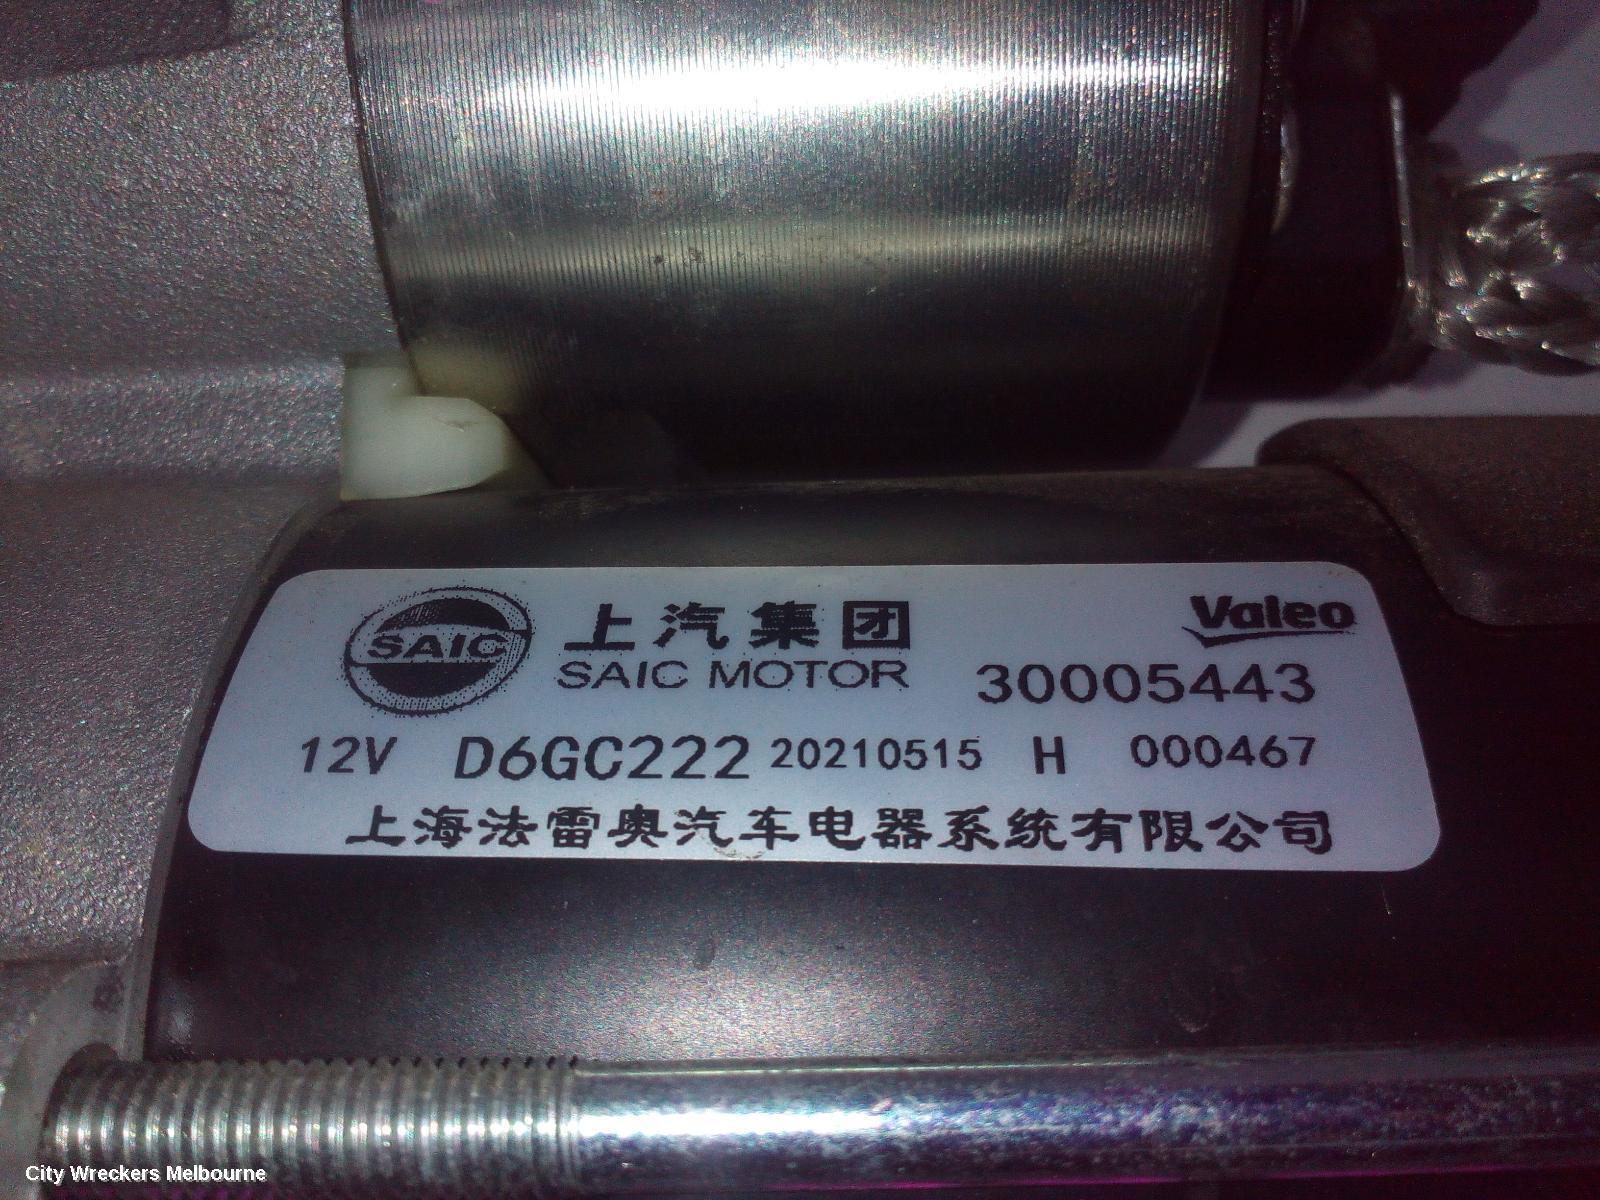 SAIC
上汽集团
SAIC MOTOR
Valeo
30005443
12V D6GC222 20210515 H 000467
上海法雷奥汽车电器系统有限公司
City Wreckers Melbourne